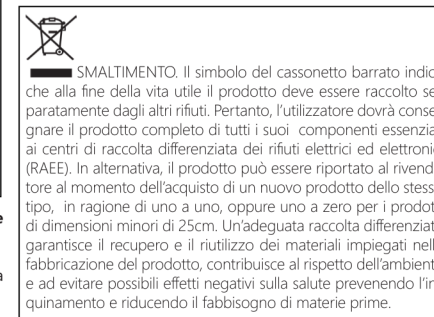 SMALTIMENTO. Il simbolo del cassonetto barrato indic
che alla fine della vita utile il prodotto deve essere raccolto se
paratamente dagli altri rifiuti. Pertanto, l'utilizzatore dovrà conse
gnare il prodotto completo di tutti i suoi componenti essenzia
ai centri di raccolta differenziata dei rifiuti elettrici ed elettroni
(RAEE). In alternativa, il prodotto può essere riportato al rivend
tore al momento dell'acquisto di un nuovo prodotto dello stess
tipo, in ragione di uno a uno, oppure uno a zero per i prodot
di dimensioni minori di 25cm. Un'adeguata raccolta differenziat
garantisce il recupero e il riutilizzo dei materiali impiegati nell
fabbricazione del prodotto, contribuisce al rispetto dell'ambient
e ad evitare possibili effetti negativi sulla salute prevenendo l'in
quinamento e riducendo il fabbisogno di materie prime.
e
a